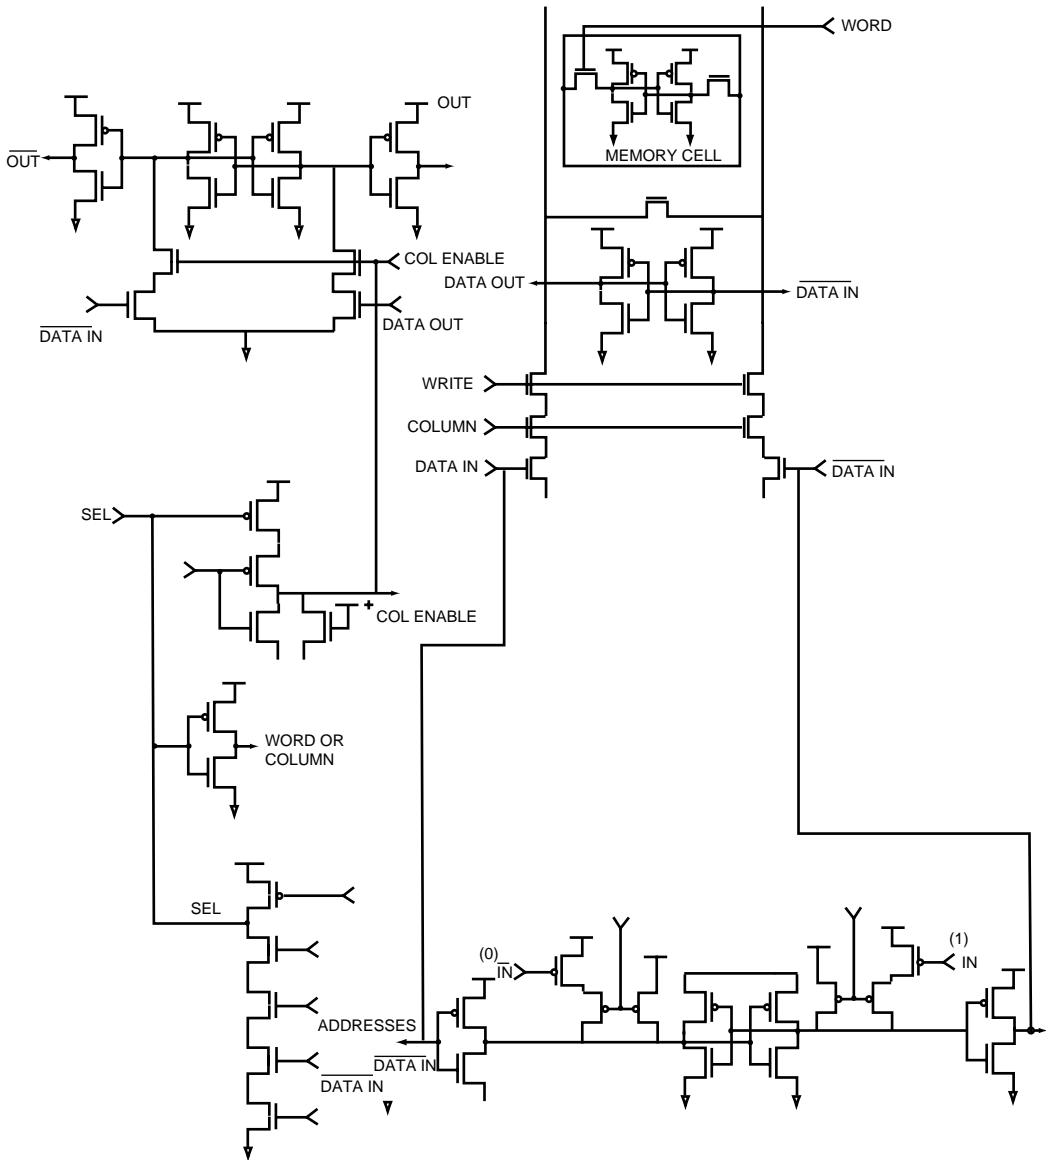 WORD
OUT
OUT
MEMORY CELL
COL ENABLE
DATA OUT
DATA IN
DATA IN
DATA OUT
WRITE
COLUMN
DATA IN
DATA IN
SEL
+
COL ENABLE
WORD OR
COLUMN
SEL
(0)
IN
(1)
IN
ADDRESSES
DATA IN
DATA IN